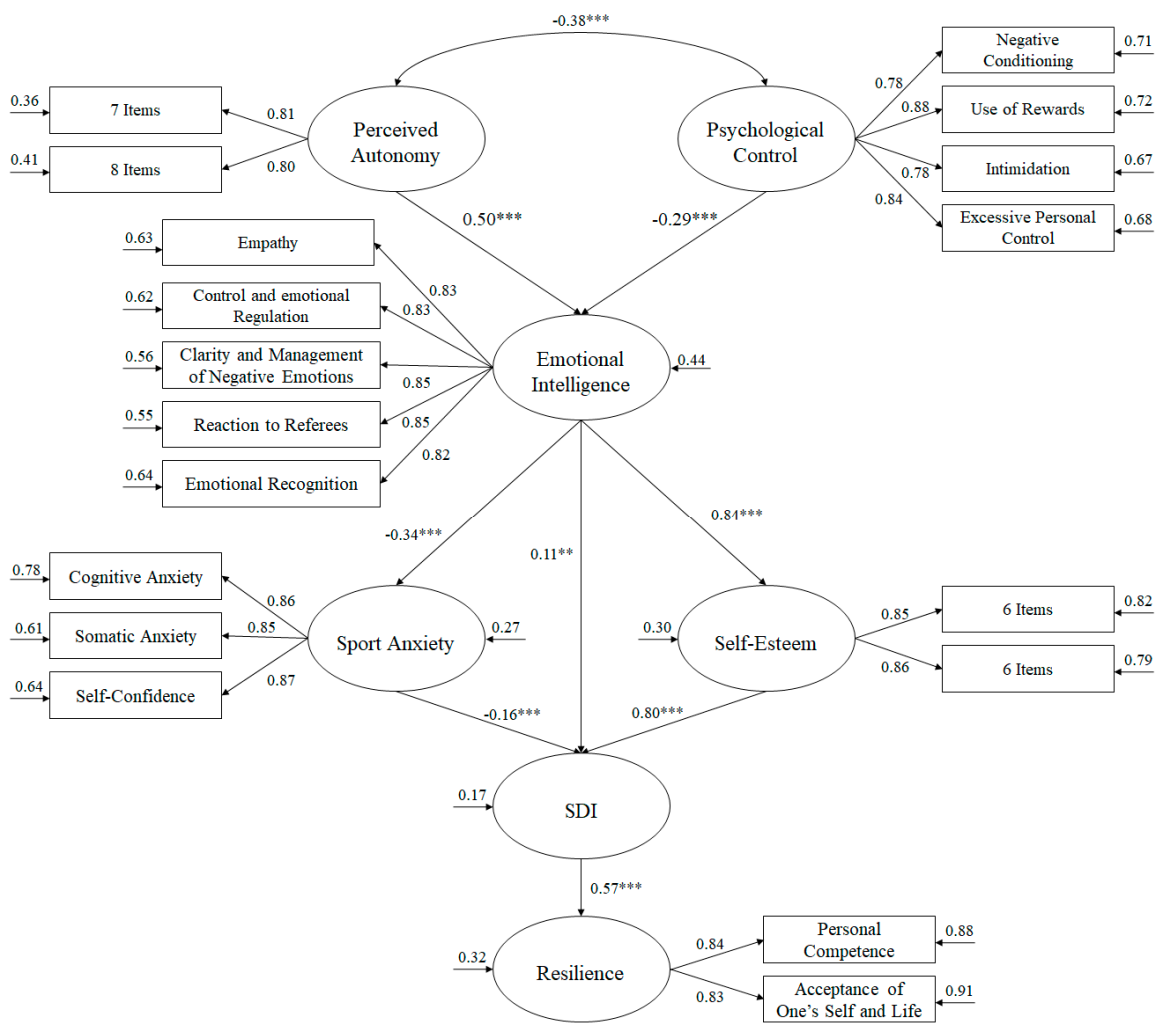 -0.38***
Negative
Conditioning
0.71
0.78
0.36
7 Items
0.81
Perceived
Autonomy
Psychological
Control
0.88
Use of Rewards
0.72
0.41
8 Items
0.80
0.78
Intimidation
0.67
0.84
Excessive Personal
Control
0.68
0.50***
-0.29***
0.63
Empathy
0.83
0.62
Control and emotional
Regulation
0.83
0.56
Clarity and Management
of Negative Emotions
0.85
Emotional
Intelligence
0.44
0.55
Reaction to Referees
0.85
0.64
Emotional Recognition
0.82
-0.34***
0.11**
0.84***
0.78
Cognitive Anxiety
0.86
0.61
Somatic Anxiety
0.85
Sport Anxiety
0.27
0.64
Self-Confidence
0.87
0.30
Self-Esteem
0.85
6 Items
0.82
0.86
6 Items
0.79
-0.16***
0.80***
0.17
SDI
0.57***
0.32
Resilience
0.84
Personal
Competence
0.88
0.83
Acceptance of
One's Self and Life
0.91